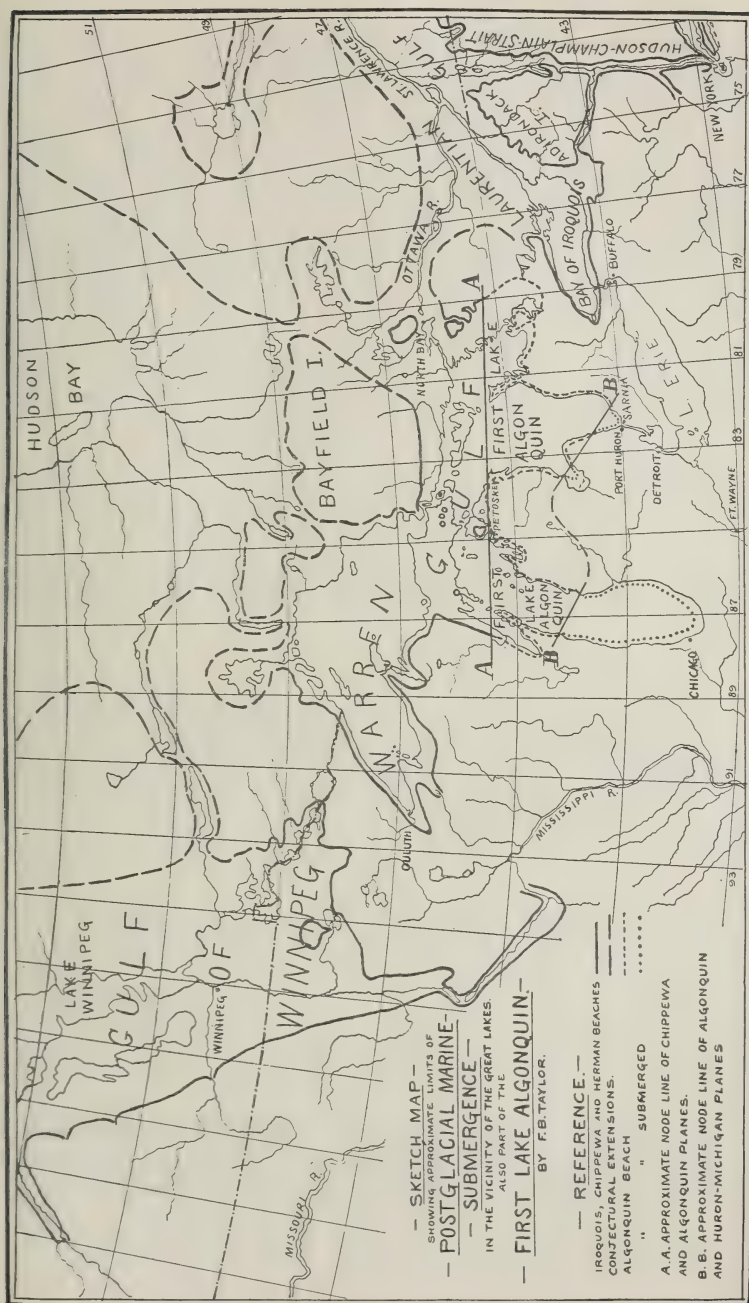 — SKETCH MAP —
SHOWING APPROXIMATE LIMITS OF
— POSTGLACIAL MARINE —
— SUBMERGENCE —
IN THE VICINITY OF THE GREAT LAKES.
ALSO PART OF THE
— FIRST LAKE ALGONQUIN —
BY F.B. TAYLOR.
— REFERENCE. —
IROQUOIS, CHIPPEWA AND HERMAN BEACHES
CONJECTURAL EXTENSIONS.
ALGONQUIN BEACH
" " SUBMERGED
A.A. APPROXIMATE NODE LINE OF CHIPPEWA
AND ALGONQUIN PLANES.
B.B. APPROXIMATE NODE LINE OF ALGONQUIN
AND HURON-MICHIGAN PLANES
LAKE
WINNIPEG
GULF
OF
WINNIPEG
WINNIPEG
MISSOURI R.
HUDSON
BAY
BAYFIELD I.
WARREN
GULF
DULUTH
MISSISSIPPI R.
CHICAGO
FIRST
LAKE
ALGON
QUIN
PETOSKEY
FIRST LAKE
ALGON
QUIN
A
A
B
B
NORTH BAY
OTTAWA R.
ST. LAWRENCE R.
LAURENTIAN
GULF
ADIRONDACK
I.
HUDSON-CHAMPLAIN-STRAIT
BAY OF IROQUOIS
BUFFALO
NEW YORK
L. ERIE
SARNIA
PORT HURON
DETROIT
FT. WAYNE
51
49
47
43
75
77
79
81
83
87
89
91
93